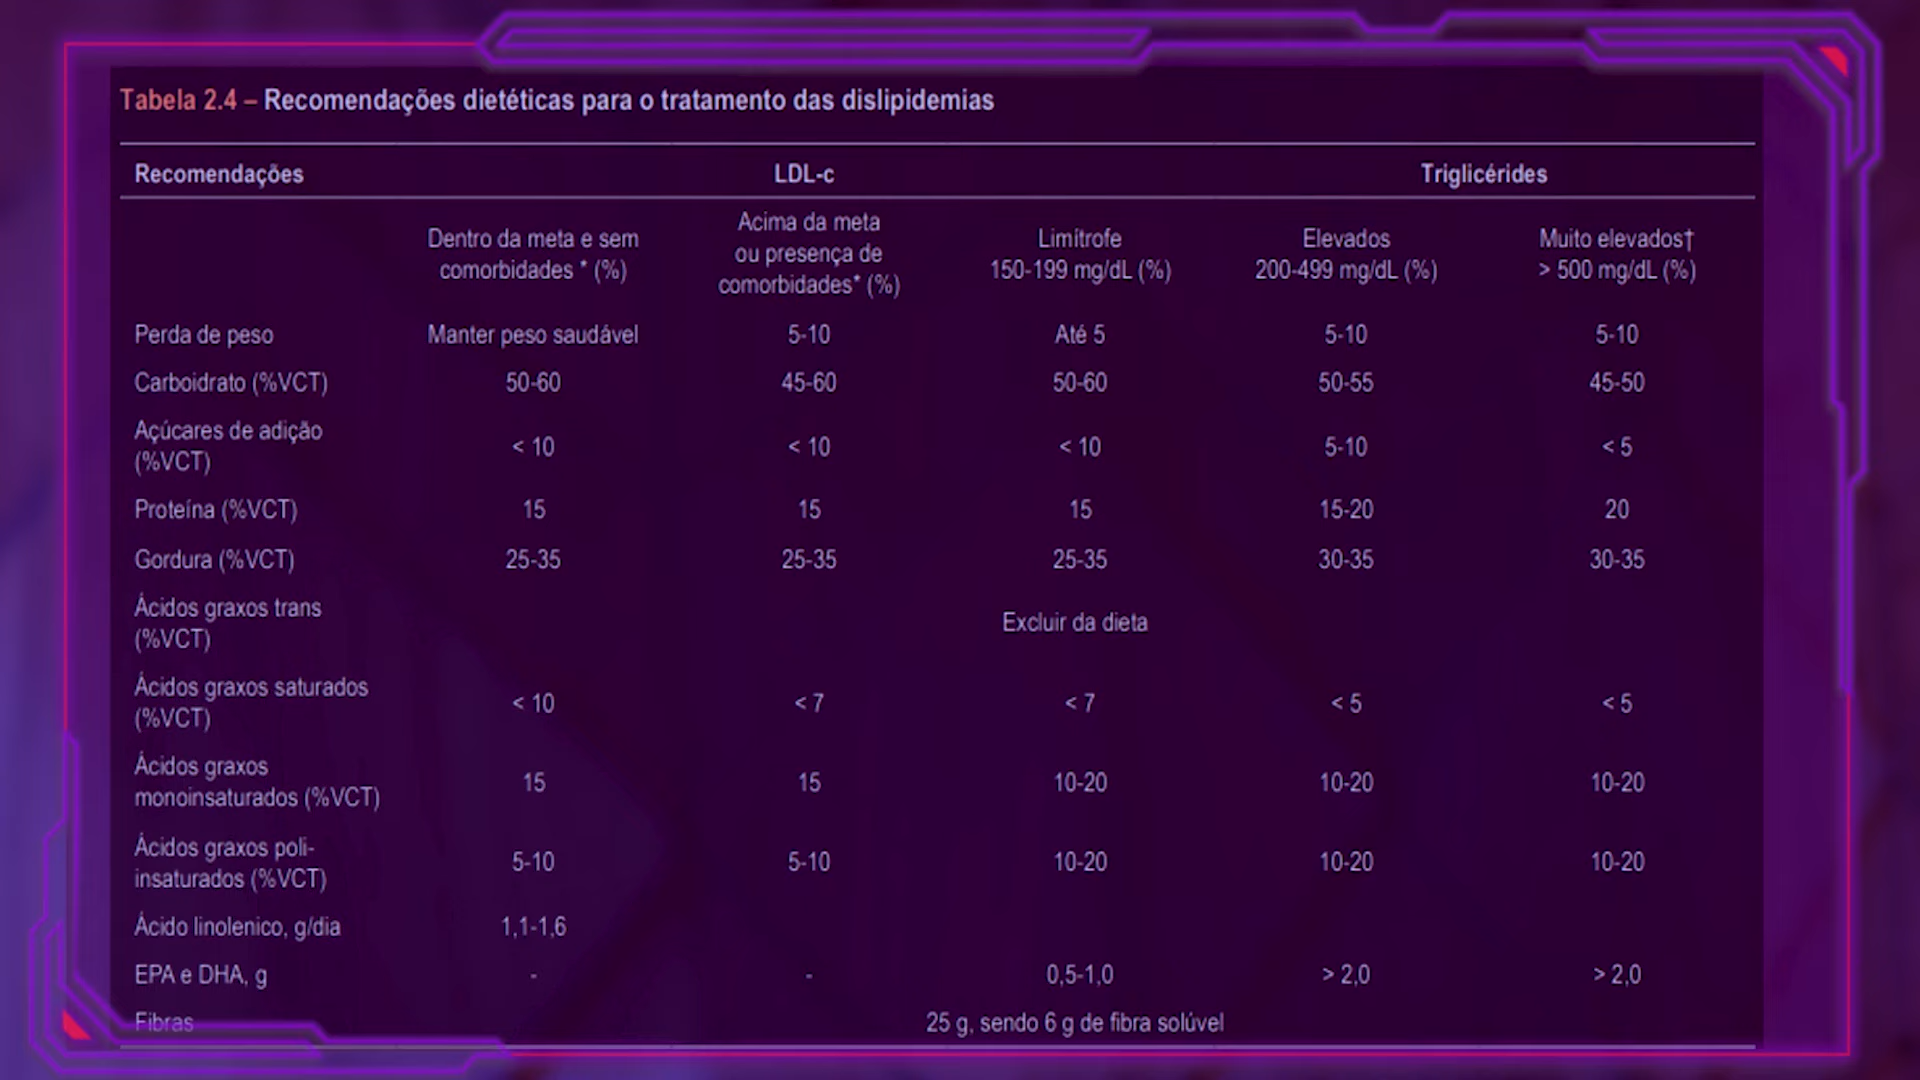 Tabela 2.4 – Recomendações dietéticas para o tratamento das dislipidemias
Recomendações LDL-c Triglicérides
Dentro da meta e sem comorbidades * (%) Acima da meta ou presença de comorbidades* (%) Limítrofe 150-199 mg/dL (%) Elevados 200-499 mg/dL (%) Muito elevados† > 500 mg/dL (%)
Perda de peso Manter peso saudável 5-10 Até 5 5-10 5-10
Carboidrato (%VCT) 50-60 45-60 50-60 50-55 45-50
Açúcares de adição (%VCT) < 10 < 10 < 10 5-10 < 5
Proteína (%VCT) 15 15 15 15-20 20
Gordura (%VCT) 25-35 25-35 25-35 30-35 30-35
Ácidos graxos trans (%VCT) Excluir da dieta
Ácidos graxos saturados (%VCT) < 10 < 7 < 7 < 5 < 5
Ácidos graxos monoinsaturados (%VCT) 15 15 10-20 10-20 10-20
Ácidos graxos poli-insaturados (%VCT) 5-10 5-10 10-20 10-20 10-20
Ácido linolenico, g/dia 1,1-1,6
EPA e DHA, g - - 0,5-1,0 > 2,0 > 2,0
Fibras 25 g, sendo 6 g de fibra solúvel